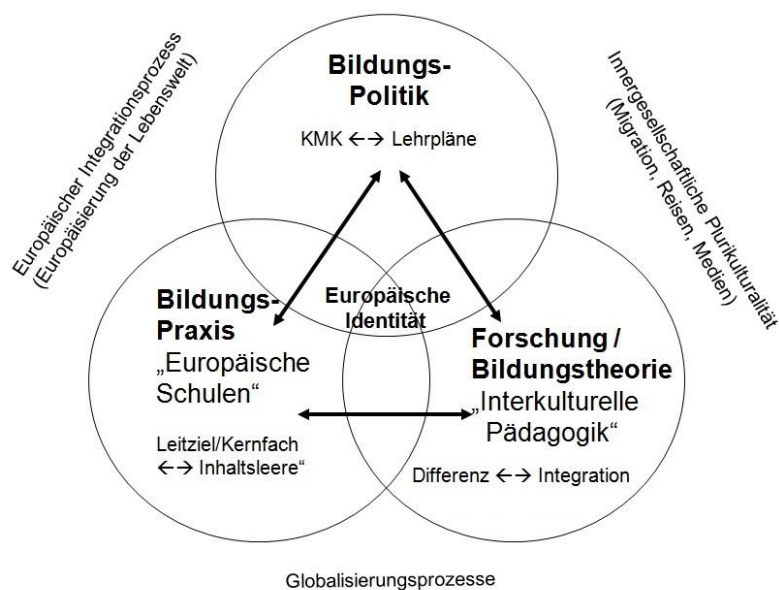 Europäischer Integrationsprozess
(Europäisierung der Lebenswelt)
Bildungs-
Politik
KMK ←→ Lehrpläne
Innergesellschaftliche Plurikulturalität
(Migration, Reisen, Medien)
Europäische
Identität
Bildungs-
Praxis
„Europäische
Schulen“
Leitziel/Kernfach
←→ Inhaltsleere“
Forschung /
Bildungstheorie
„Interkulturelle
Pädagogik“
Differenz ←→ Integration
Globalisierungsprozesse